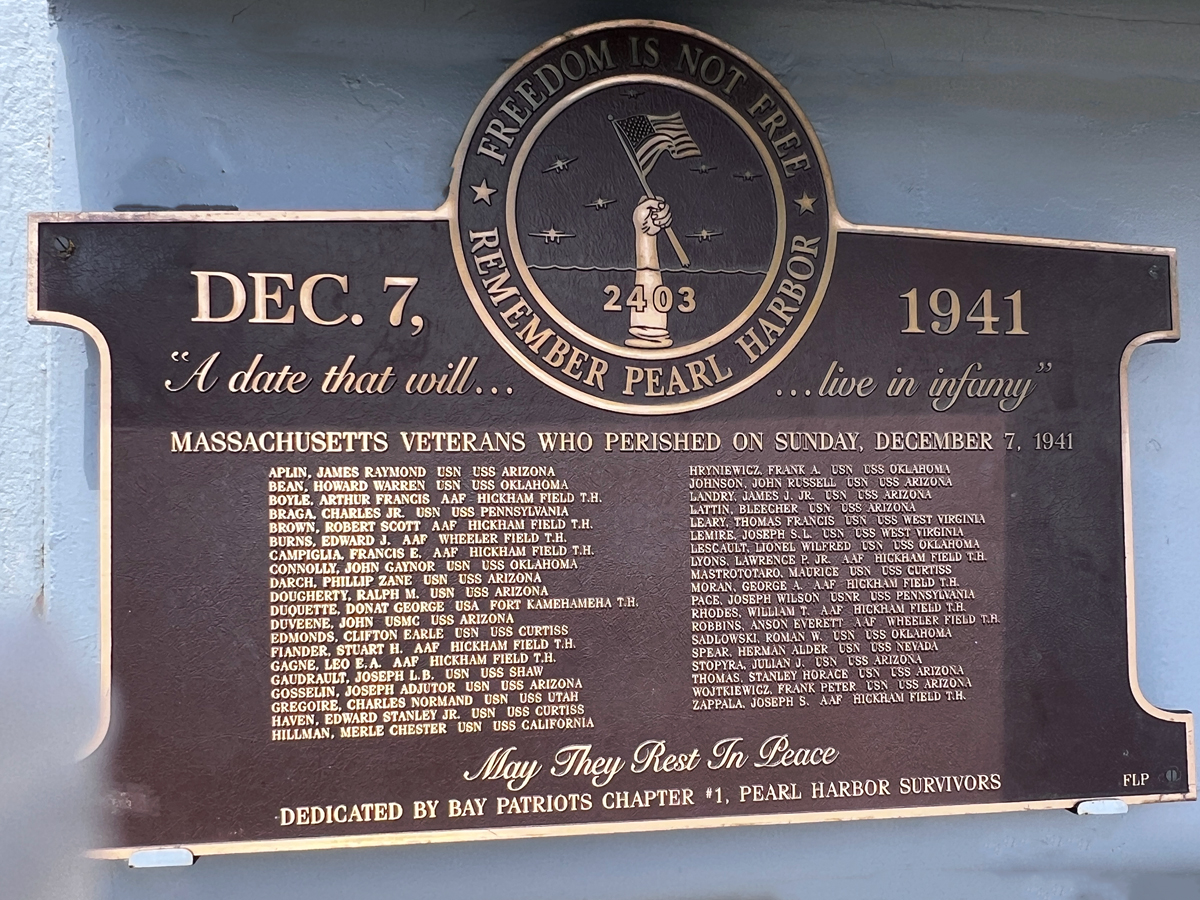 FREEDOM IS NOT FREE
2403
REMEMBER PEARL HARBOR
DEC. 7, 1941
"A date that will... ...live in infamy"
MASSACHUSETTS VETERANS WHO PERISHED ON SUNDAY, DECEMBER 7, 1941
APLIN, JAMES RAYMOND USN USS ARIZONA
BEAN, HOWARD WARREN USN USS OKLAHOMA
BOYLE, ARTHUR FRANCIS AAF HICKHAM FIELD T.H.
BRAGA, CHARLES JR. USN USS PENNSYLVANIA
BROWN, ROBERT SCOTT AAF HICKHAM FIELD T.H.
BURNS, EDWARD J. AAF WHEELER FIELD T.H.
CAMPIGLIA, FRANCIS E. AAF HICKHAM FIELD T.H.
CONNOLLY, JOHN GAYNOR USN USS OKLAHOMA
DARCH, PHILLIP ZANE USN USS ARIZONA
DOUGHERTY, RALPH M. USN USS ARIZONA
DUQUETTE, DONAT GEORGE USA FORT KAMEHAMEHA T.H.
DUVEENE, JOHN USMC USS ARIZONA
EDMONDS, CLIFTON EARLE USN USS CURTISS
FIANDER, STUART H. AAF HICKHAM FIELD T.H.
GAGNE, LEO E.A. AAF HICKHAM FIELD T.H.
GAUDRAULT, JOSEPH L.B. USN USS SHAW
GOSSELIN, JOSEPH ADJUTOR USN USS ARIZONA
GREGOIRE, CHARLES NORMAND USN USS UTAH
HAVEN, EDWARD STANLEY JR. USN USS CURTISS
HILLMAN, MERLE CHESTER USN USS CALIFORNIA
HRYNIEWICZ, FRANK A. USN USS OKLAHOMA
JOHNSON, JOHN RUSSELL USN USS ARIZONA
LANDRY, JAMES J. JR. USN USS ARIZONA
LATTIN, BLEECHER USN USS ARIZONA
LEARY, THOMAS FRANCIS USN USS WEST VIRGINIA
LEMIRE, JOSEPH S.L. USN USS WEST VIRGINIA
LESCAULT, LIONEL WILFRED USN USS OKLAHOMA
LYONS, LAWRENCE P. JR. AAF HICKHAM FIELD T.H.
MASTROTOTARO, MAURICE USN USS CURTISS
MORAN, GEORGE A. AAF HICKHAM FIELD T.H.
PACE, JOSEPH WILSON USNR USS PENNSYLVANIA
RHODES, WILLIAM T. AAF HICKHAM FIELD T.H.
ROBBINS, ANSON EVERETT AAF WHEELER FIELD T.H.
SADLOWSKI, ROMAN W. USN USS OKLAHOMA
SPEAR, HERMAN ALDER USN USS NEVADA
STOPYRA, JULIAN J. USN USS ARIZONA
THOMAS, STANLEY HORACE USN USS ARIZONA
WOJTKIEWICZ, FRANK PETER USN USS ARIZONA
ZAPPALA, JOSEPH S. AAF HICKHAM FIELD T.H.
May They Rest In Peace
DEDICATED BY BAY PATRIOTS CHAPTER #1, PEARL HARBOR SURVIVORS
FLP